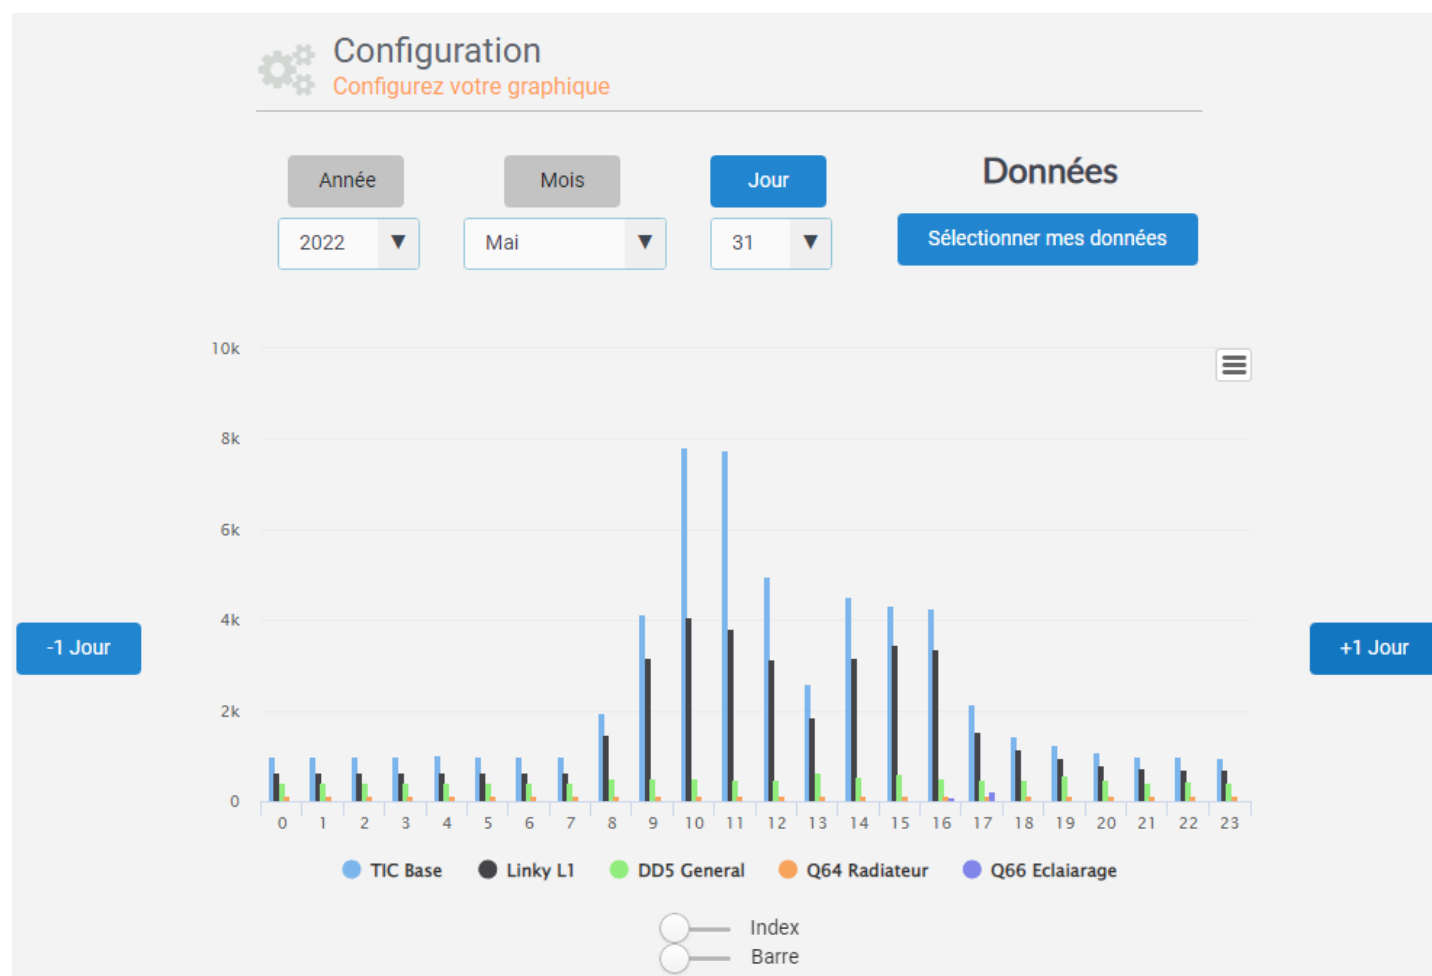 Configuration
Configurez votre graphique
Année Mois Jour Données
2022 Mai 31 Sélectionner mes données
10k
8k
6k
4k
-1 Jour +1 Jour
2k
0
0 1 2 3 4 5 6 7 8 9 10 11 12 13 14 15 16 17 18 19 20 21 22 23
TIC Base Linky L1 DD5 General Q64 Radiateur Q66 Eclaiarage
Index
Barre